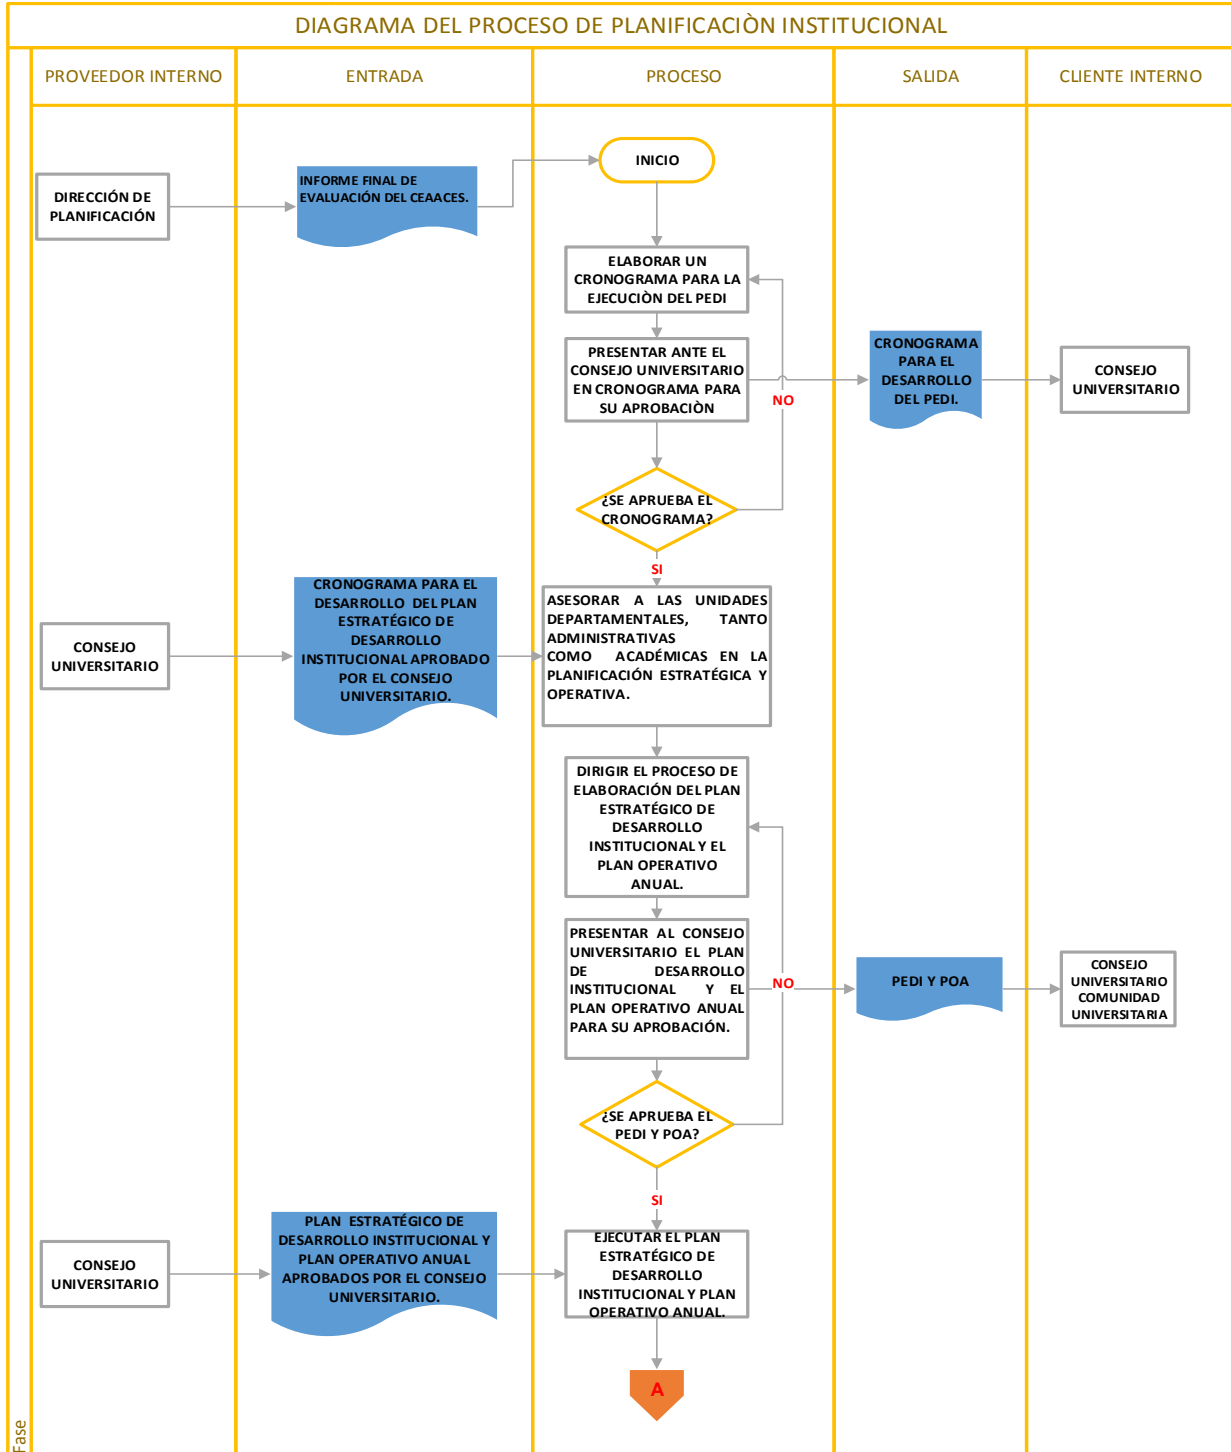 DIAGRAMA DEL PROCESO DE PLANIFICACIÒN INSTITUCIONAL
PROVEEDOR INTERNO
ENTRADA
PROCESO
SALIDA
CLIENTE INTERNO
DIRECCIÓN DE
PLANIFICACIÓN
INFORME FINAL DE
EVALUACIÓN DEL CEAACES.
INICIO
ELABORAR UN
CRONOGRAMA PARA LA
EJECUCIÒN DEL PEDI
PRESENTAR ANTE EL
CONSEJO UNIVERSITARIO
EN CRONOGRAMA PARA
SU APROBACIÒN
NO
CRONOGRAMA
PARA EL
DESARROLLO
DEL PEDI.
CONSEJO
UNIVERSITARIO
¿SE APRUEBA EL
CRONOGRAMA?
SI
CONSEJO
UNIVERSITARIO
CRONOGRAMA PARA EL
DESARROLLO DEL PLAN
ESTRATÉGICO DE
DESARROLLO
INSTITUCIONAL APROBADO
POR EL CONSEJO
UNIVERSITARIO.
ASESORAR A LAS UNIDADES
DEPARTAMENTALES, TANTO
ADMINISTRATIVAS
COMO ACADÉMICAS EN LA
PLANIFICACIÓN ESTRATÉGICA Y
OPERATIVA.
DIRIGIR EL PROCESO DE
ELABORACIÓN DEL PLAN
ESTRATÉGICO DE
DESARROLLO
INSTITUCIONAL Y EL
PLAN OPERATIVO
ANUAL.
PRESENTAR AL CONSEJO
UNIVERSITARIO EL PLAN
DE DESARROLLO
INSTITUCIONAL Y EL
PLAN OPERATIVO ANUAL
PARA SU APROBACIÓN.
NO
PEDI Y POA
CONSEJO
UNIVERSITARIO
COMUNIDAD
UNIVERSITARIA
¿SE APRUEBA EL
PEDI Y POA?
SI
CONSEJO
UNIVERSITARIO
PLAN ESTRATÉGICO DE
DESARROLLO INSTITUCIONAL Y
PLAN OPERATIVO ANUAL
APROBADOS POR EL CONSEJO
UNIVERSITARIO.
EJECUTAR EL PLAN
ESTRATÉGICO DE
DESARROLLO
INSTITUCIONAL Y PLAN
OPERATIVO ANUAL.
A
Fase